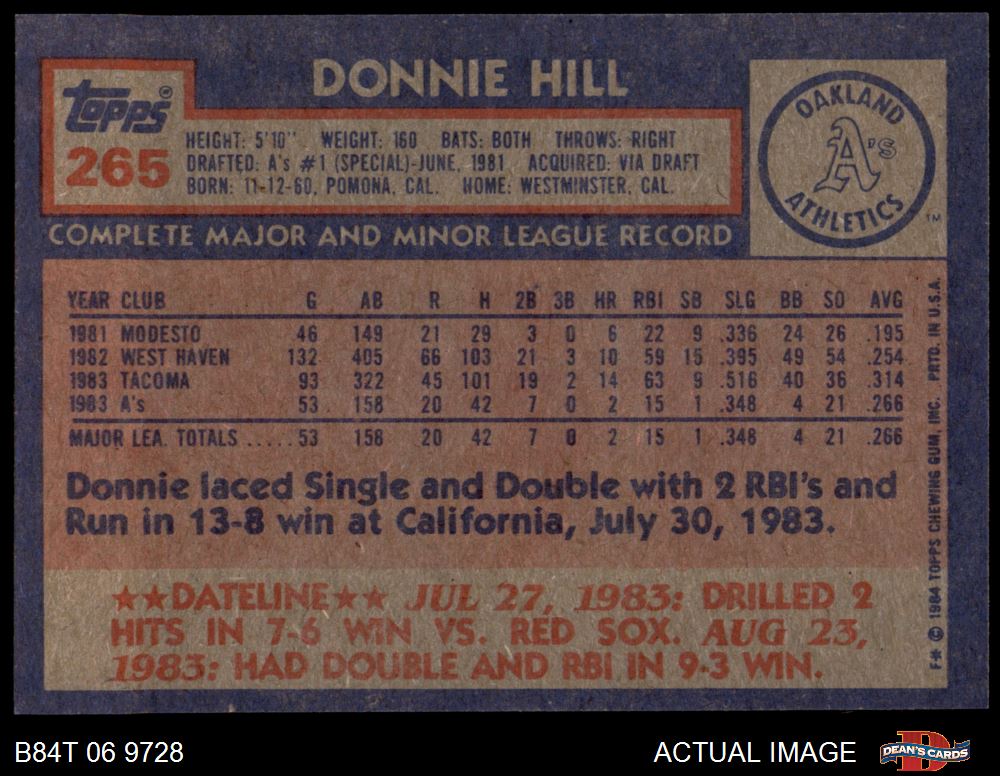 DONNIE HILL
topps®
265
HEIGHT: 5'10" WEIGHT: 160 BATS: BOTH THROWS: RIGHT
DRAFTED: A's #1 (SPECIAL)-JUNE, 1981 ACQUIRED: VIA DRAFT
BORN: 11-12-60, POMONA, CAL. HOME: WESTMINSTER, CAL.
OAKLAND
A's
ATHLETICS
TM
COMPLETE MAJOR AND MINOR LEAGUE RECORD
YEAR CLUB G AB R H 2B 3B HR RBI SB SLG BB SO AVG
1981 MODESTO 46 149 21 29 3 0 6 22 9 .336 24 26 .195
1982 WEST HAVEN 132 405 66 103 21 3 10 59 15 .395 49 54 .254
1983 TACOMA 93 322 45 101 19 2 14 63 9 .516 40 36 .314
1983 A's 53 158 20 42 7 0 2 15 1 .348 4 21 .266
MAJOR LEA. TOTALS ..... 53 158 20 42 7 0 2 15 1 .348 4 21 .266
Donnie laced Single and Double with 2 RBI's and
Run in 13-8 win at California, July 30, 1983.
★★DATELINE★★ JUL 27, 1983: DRILLED 2
HITS IN 7-6 WIN VS. RED SOX. AUG 23,
1983: HAD DOUBLE AND RBI IN 9-3 WIN.
F* © 1984 TOPPS CHEWING GUM, INC. PRTD. IN U.S.A.
B84T 06 9728
ACTUAL IMAGE
D
DEAN'S CARDS